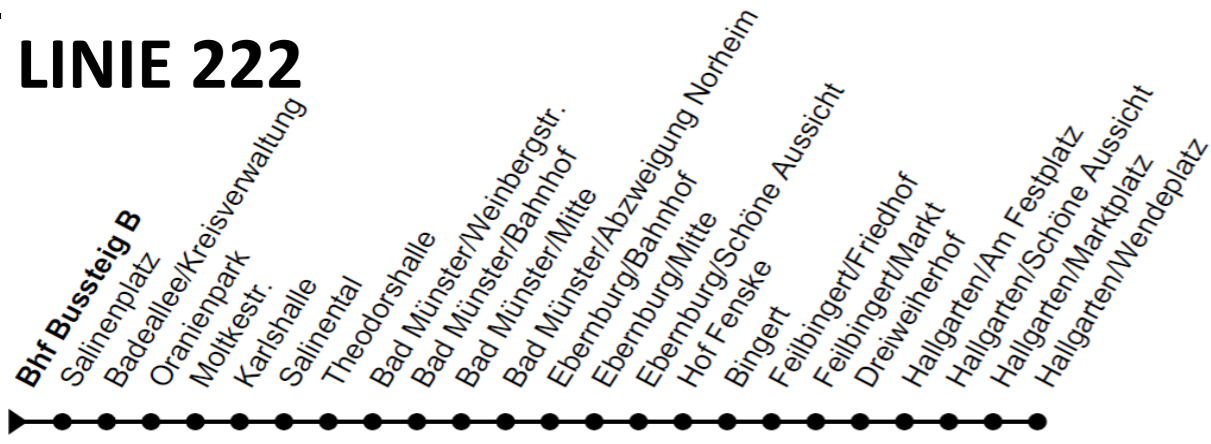 LINIE 222
Bhf Bussteig B
Salinenplatz
Badeallee/Kreisverwaltung
Oranienpark
Moltkestr.
Karlshalle
Salinental
Theodorshalle
Bad Münster/Weinbergstr.
Bad Münster/Bahnhof
Bad Münster/Mitte
Bad Münster/Abzweigung Norheim
Ebernburg/Bahnhof
Ebernburg/Mitte
Ebernburg/Schöne Aussicht
Hof Fenske
Bingert
Feilbingert/Friedhof
Feilbingert/Markt
Dreiweiherhof
Hallgarten/Am Festplatz
Hallgarten/Schöne Aussicht
Hallgarten/Marktplatz
Hallgarten/Wendeplatz